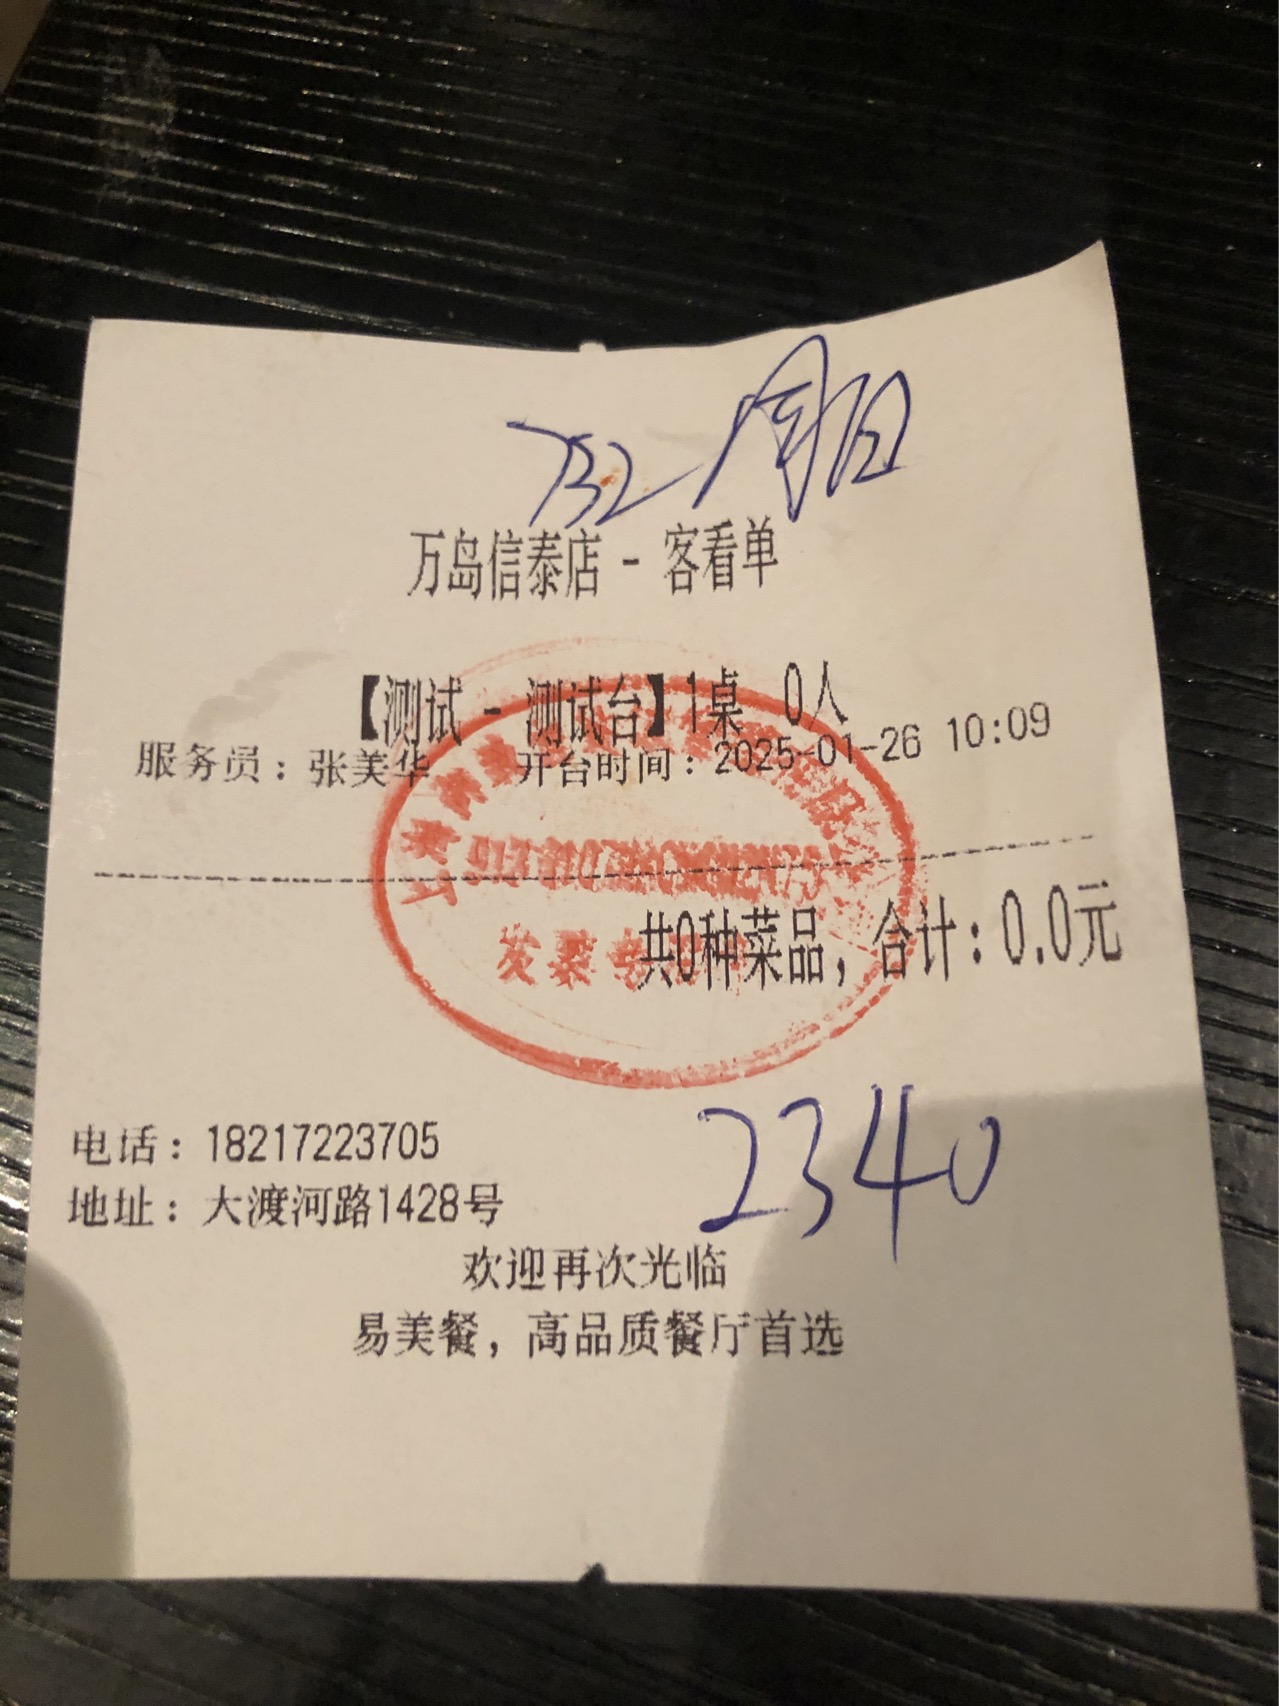 732 周阳
万岛信泰店 - 客看单
【测试 - 测试台】1桌 0人
服务员：张美华 开台时间：2025-01-26 10:09
共0种菜品，合计：0.0元
发票专
2340
电话：18217223705
地址：大渡河路1428号
欢迎再次光临
易美餐，高品质餐厅首选